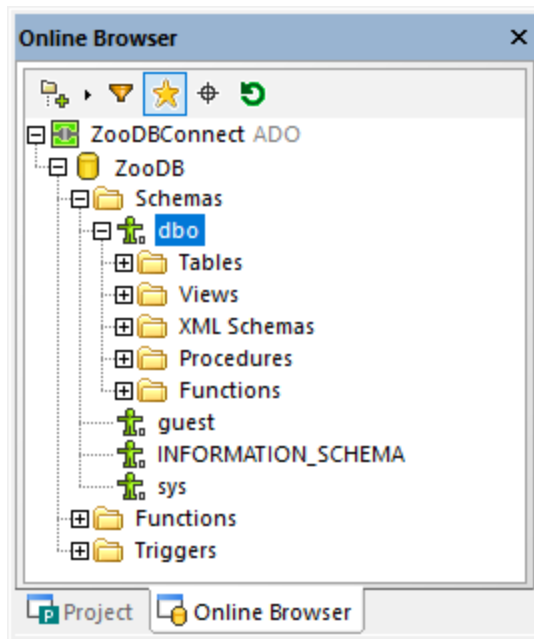 Online Browser
ZooDBConnect ADO
ZooDB
Schemas
dbo
Tables
Views
XML Schemas
Procedures
Functions
guest
INFORMATION_SCHEMA
sys
Functions
Triggers
Project Online Browser